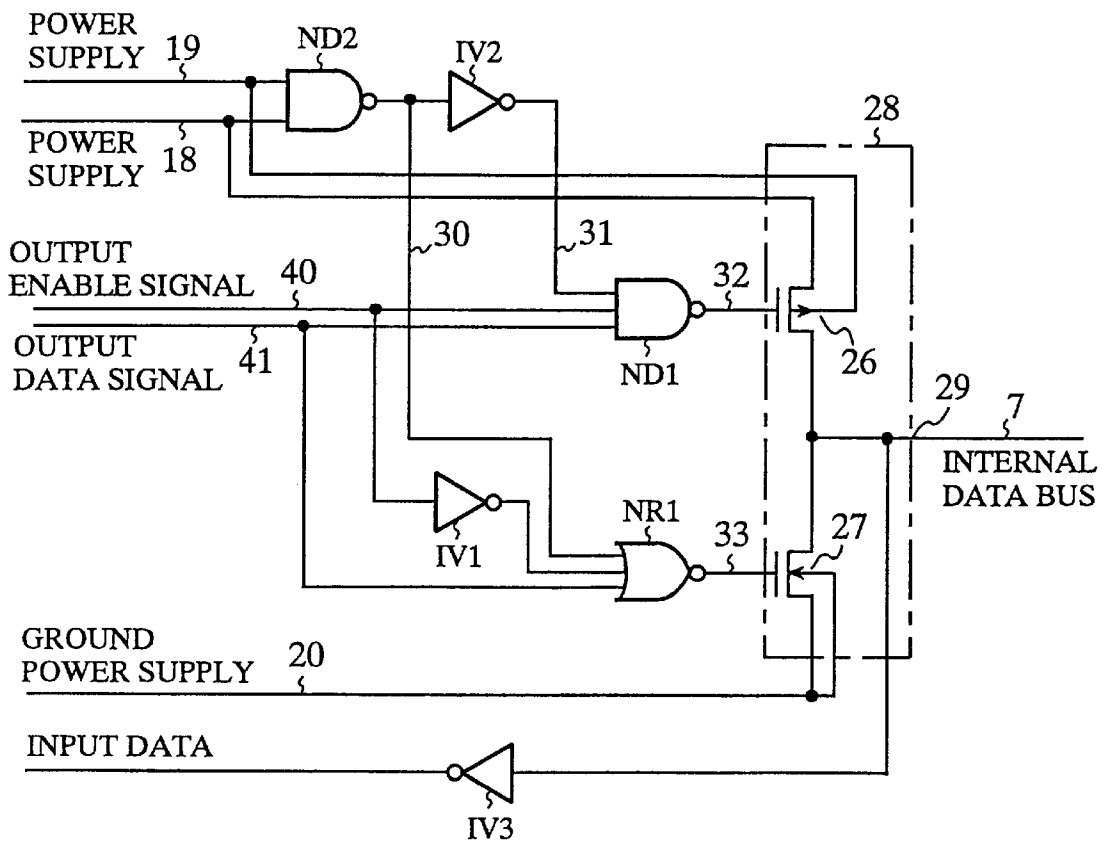 POWER
SUPPLY 19
ND2
IV2
POWER
SUPPLY 18
28
30
31
OUTPUT
ENABLE SIGNAL 40
32
41
OUTPUT
DATA SIGNAL
ND1
26
29
7
INTERNAL
DATA BUS
IV1
NR1
33
27
GROUND
POWER SUPPLY 20
INPUT DATA
IV3